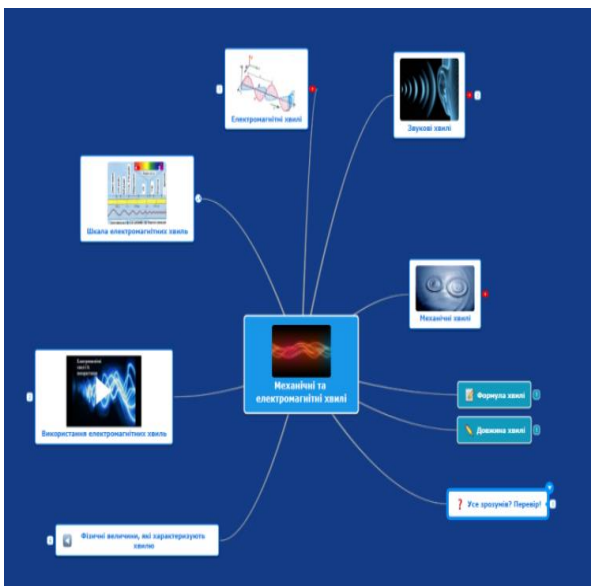 Електромагнітні хвилі
Звукові хвилі
Шкала електромагнітних хвиль
Механічні хвилі
Механічні та
електромагнітні хвилі
Використання електромагнітних хвиль
Формула хвилі
Довжина хвилі
Усе зрозумів? Перевір!
Фізичні величини, які характеризують
хвилю